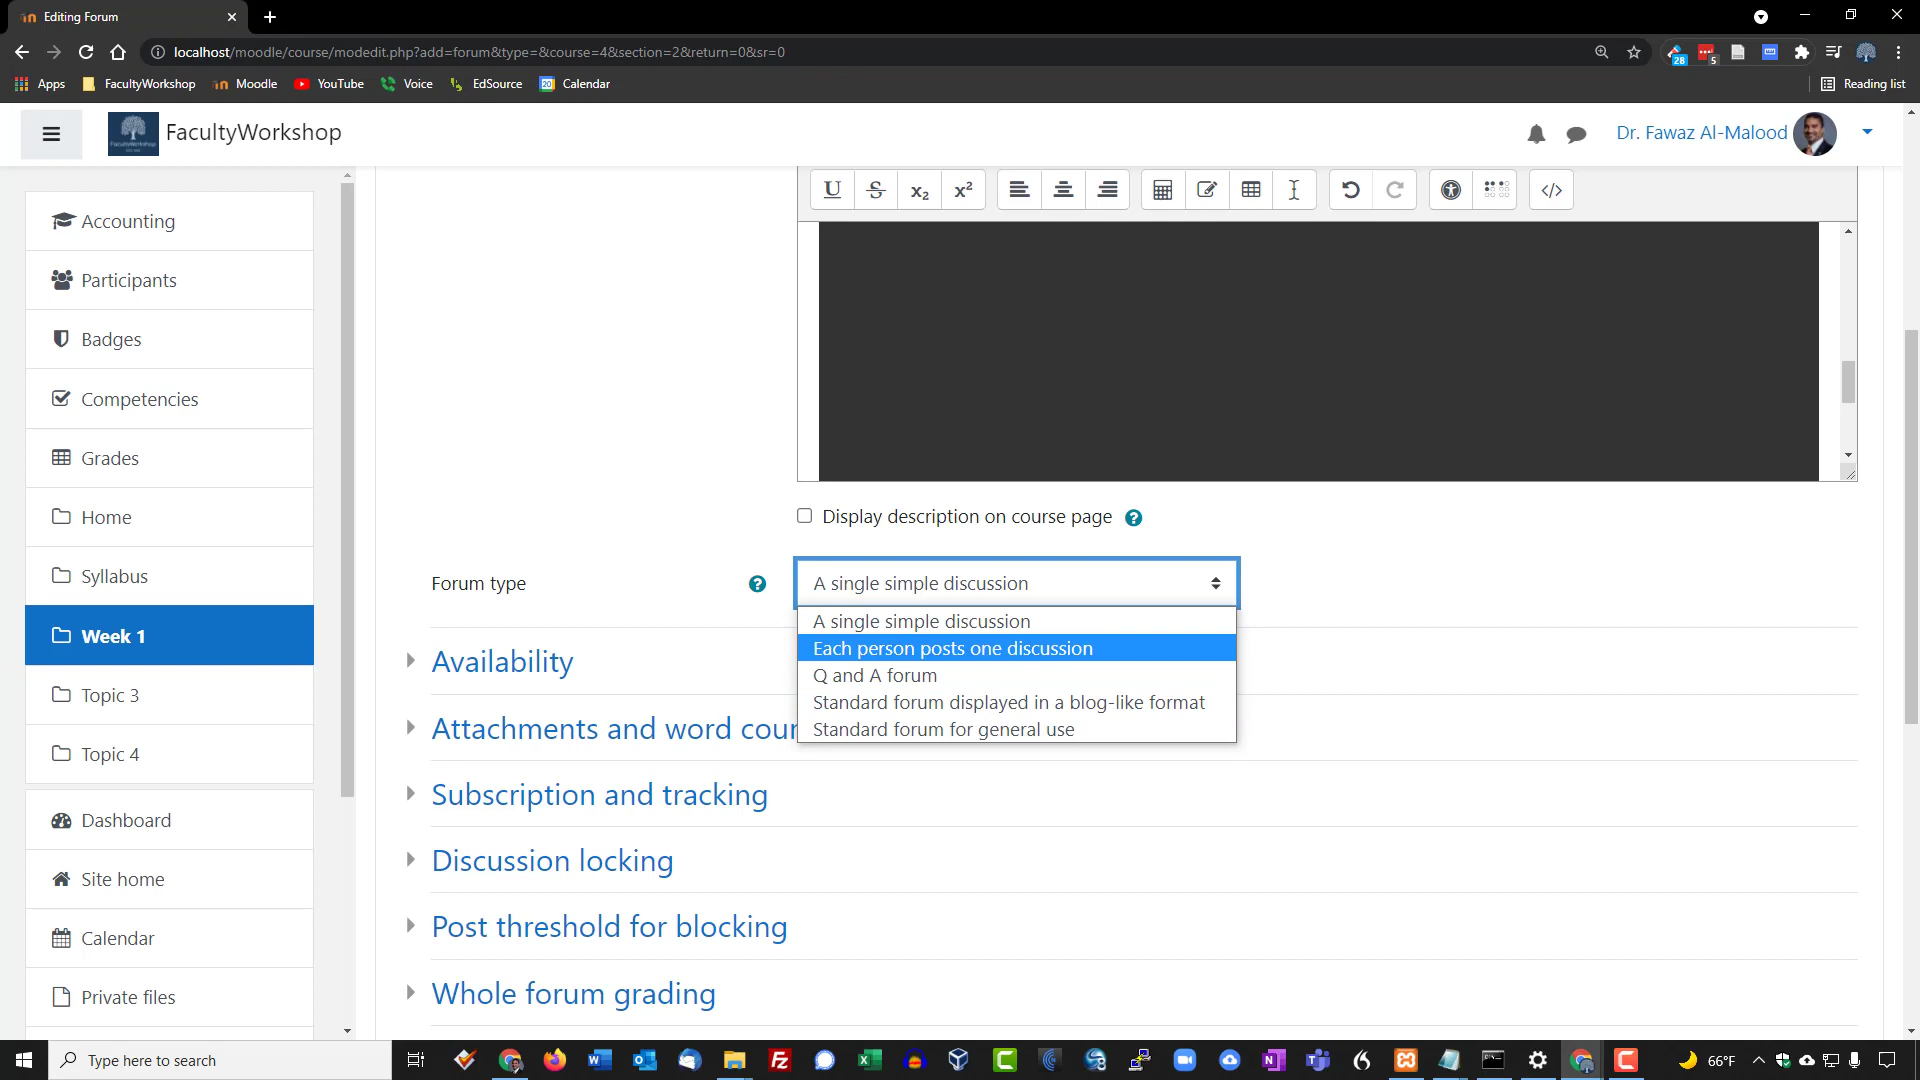 Editing Forum
localhost/moodle/course/modedit.php?add=forum&type=&course=4&section=2&return=0&sr=0
28
5
Apps
FacultyWorkshop
Moodle
YouTube
Voice
EdSource
20
Calendar
Reading list
FacultyWorkshop
Dr. Fawaz Al-Malood
Accounting
Participants
Badges
Competencies
Grades
Home
Syllabus
Week 1
Topic 3
Topic 4
Dashboard
Site home
Calendar
Private files
U S x₂ x²
Display description on course page
Forum type
A single simple discussion
A single simple discussion
Each person posts one discussion
Q and A forum
Standard forum displayed in a blog-like format
Standard forum for general use
Availability
Attachments and word cour
Subscription and tracking
Discussion locking
Post threshold for blocking
Whole forum grading
Type here to search
66°F